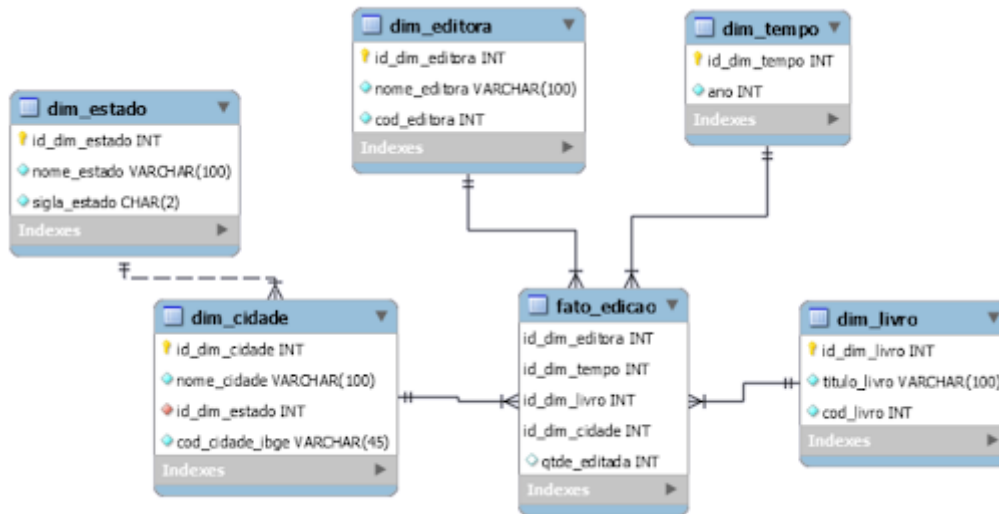 dim_editora
id_dim_editora INT
nome_editora VARCHAR(100)
cod_editora INT
Indexes
dim_tempo
id_dim_tempo INT
ano INT
Indexes
dim_estado
id_dim_estado INT
nome_estado VARCHAR(100)
sigla_estado CHAR(2)
Indexes
dim_cidade
id_dim_cidade INT
nome_cidade VARCHAR(100)
id_dim_estado INT
cod_cidade_ibge VARCHAR(45)
Indexes
fato_edicao
id_dim_editora INT
id_dim_tempo INT
id_dim_livro INT
id_dim_cidade INT
qtde_editada INT
Indexes
dim_livro
id_dim_livro INT
titulo_livro VARCHAR(100)
cod_livro INT
Indexes